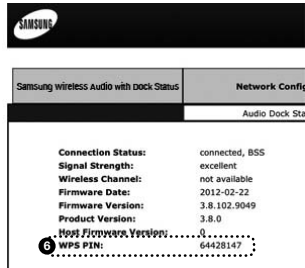 SAMSUNG
Samsung Wireless Audio with Dock Status
Network Config
Audio Dock Sta
Connection Status: connected, BSS
Signal Strength: excellent
Wireless Channel: not available
Firmware Date: 2012-02-22
Firmware Version: 3.8.102.9049
Product Version: 3.8.0
Host Firmware Version: 0
6 WPS PIN: 64428147